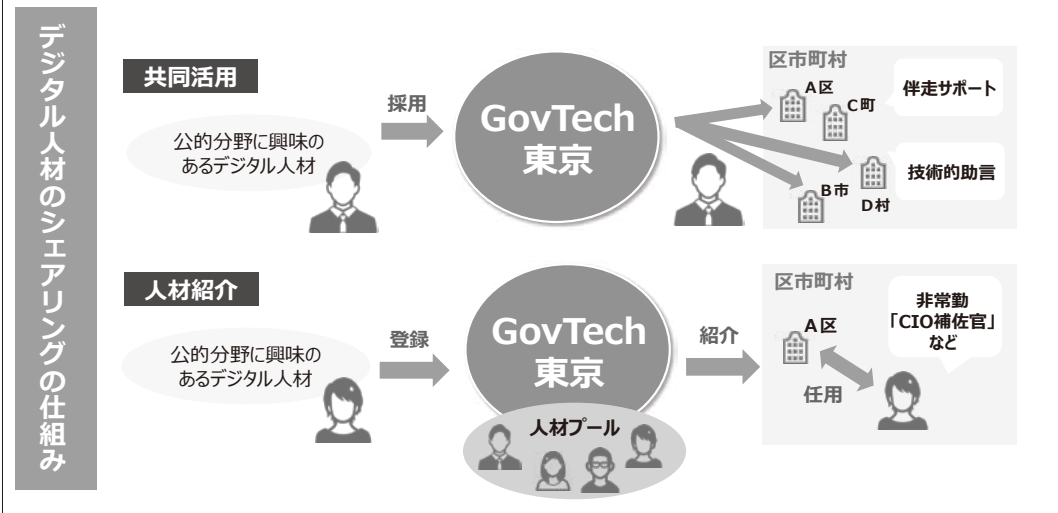 デジタル人材のシェアリングの仕組み
共同活用
公的分野に興味の
あるデジタル人材
採用
GovTech
東京
区市町村
A区
C町
伴走サポート
B市
D村
技術的助言
人材紹介
公的分野に興味の
あるデジタル人材
登録
GovTech
東京
人材プール
紹介
区市町村
A区
任用
非常勤
「CIO補佐官」
など